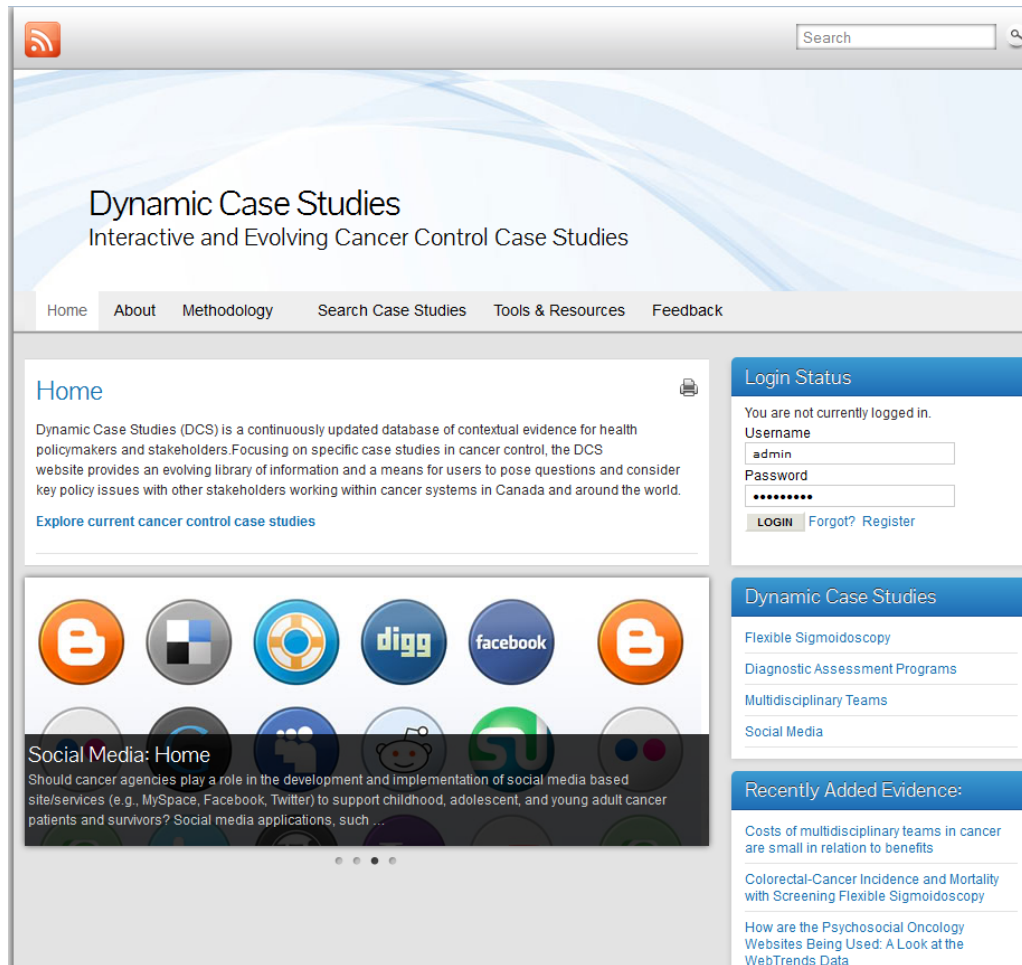 Search
Dynamic Case Studies
Interactive and Evolving Cancer Control Case Studies
Home About Methodology Search Case Studies Tools & Resources Feedback
Home
Dynamic Case Studies (DCS) is a continuously updated database of contextual evidence for health
policymakers and stakeholders.Focusing on specific case studies in cancer control, the DCS
website provides an evolving library of information and a means for users to pose questions and consider
key policy issues with other stakeholders working within cancer systems in Canada and around the world.
Explore current cancer control case studies
digg
facebook
SU
Social Media: Home
Should cancer agencies play a role in the development and implementation of social media based
site/services (e.g., MySpace, Facebook, Twitter) to support childhood, adolescent, and young adult cancer
patients and survivors? Social media applications, such ...
Login Status
You are not currently logged in.
Username
admin
Password
•••••••••
LOGIN Forgot? Register
Dynamic Case Studies
Flexible Sigmoidoscopy
Diagnostic Assessment Programs
Multidisciplinary Teams
Social Media
Recently Added Evidence:
Costs of multidisciplinary teams in cancer
are small in relation to benefits
Colorectal-Cancer Incidence and Mortality
with Screening Flexible Sigmoidoscopy
How are the Psychosocial Oncology
Websites Being Used: A Look at the
WebTrends Data